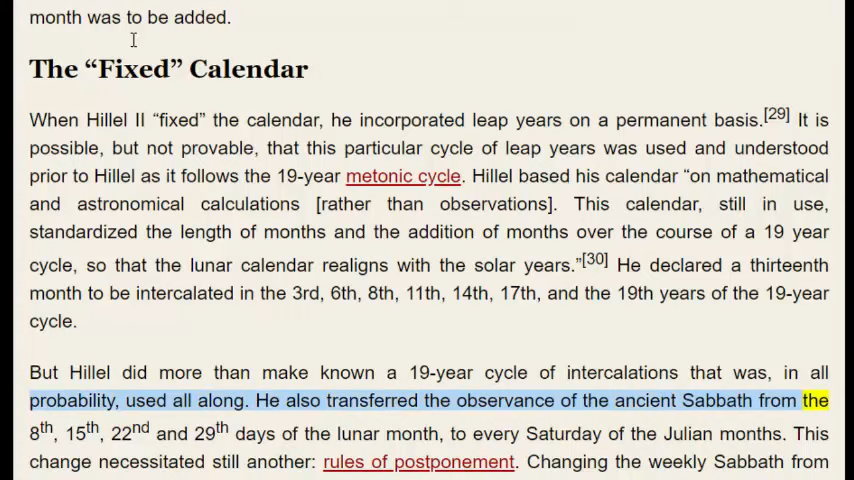 month was to be added.
The “Fixed” Calendar
When Hillel II “fixed” the calendar, he incorporated leap years on a permanent basis.[29] It is
possible, but not provable, that this particular cycle of leap years was used and understood
prior to Hillel as it follows the 19-year metonic cycle. Hillel based his calendar “on mathematical
and astronomical calculations [rather than observations]. This calendar, still in use,
standardized the length of months and the addition of months over the course of a 19 year
cycle, so that the lunar calendar realigns with the solar years.”[30] He declared a thirteenth
month to be intercalated in the 3rd, 6th, 8th, 11th, 14th, 17th, and the 19th years of the 19-year
cycle.
But Hillel did more than make known a 19-year cycle of intercalations that was, in all
probability, used all along. He also transferred the observance of the ancient Sabbath from the
8th, 15th, 22nd and 29th days of the lunar month, to every Saturday of the Julian months. This
change necessitated still another: rules of postponement. Changing the weekly Sabbath from